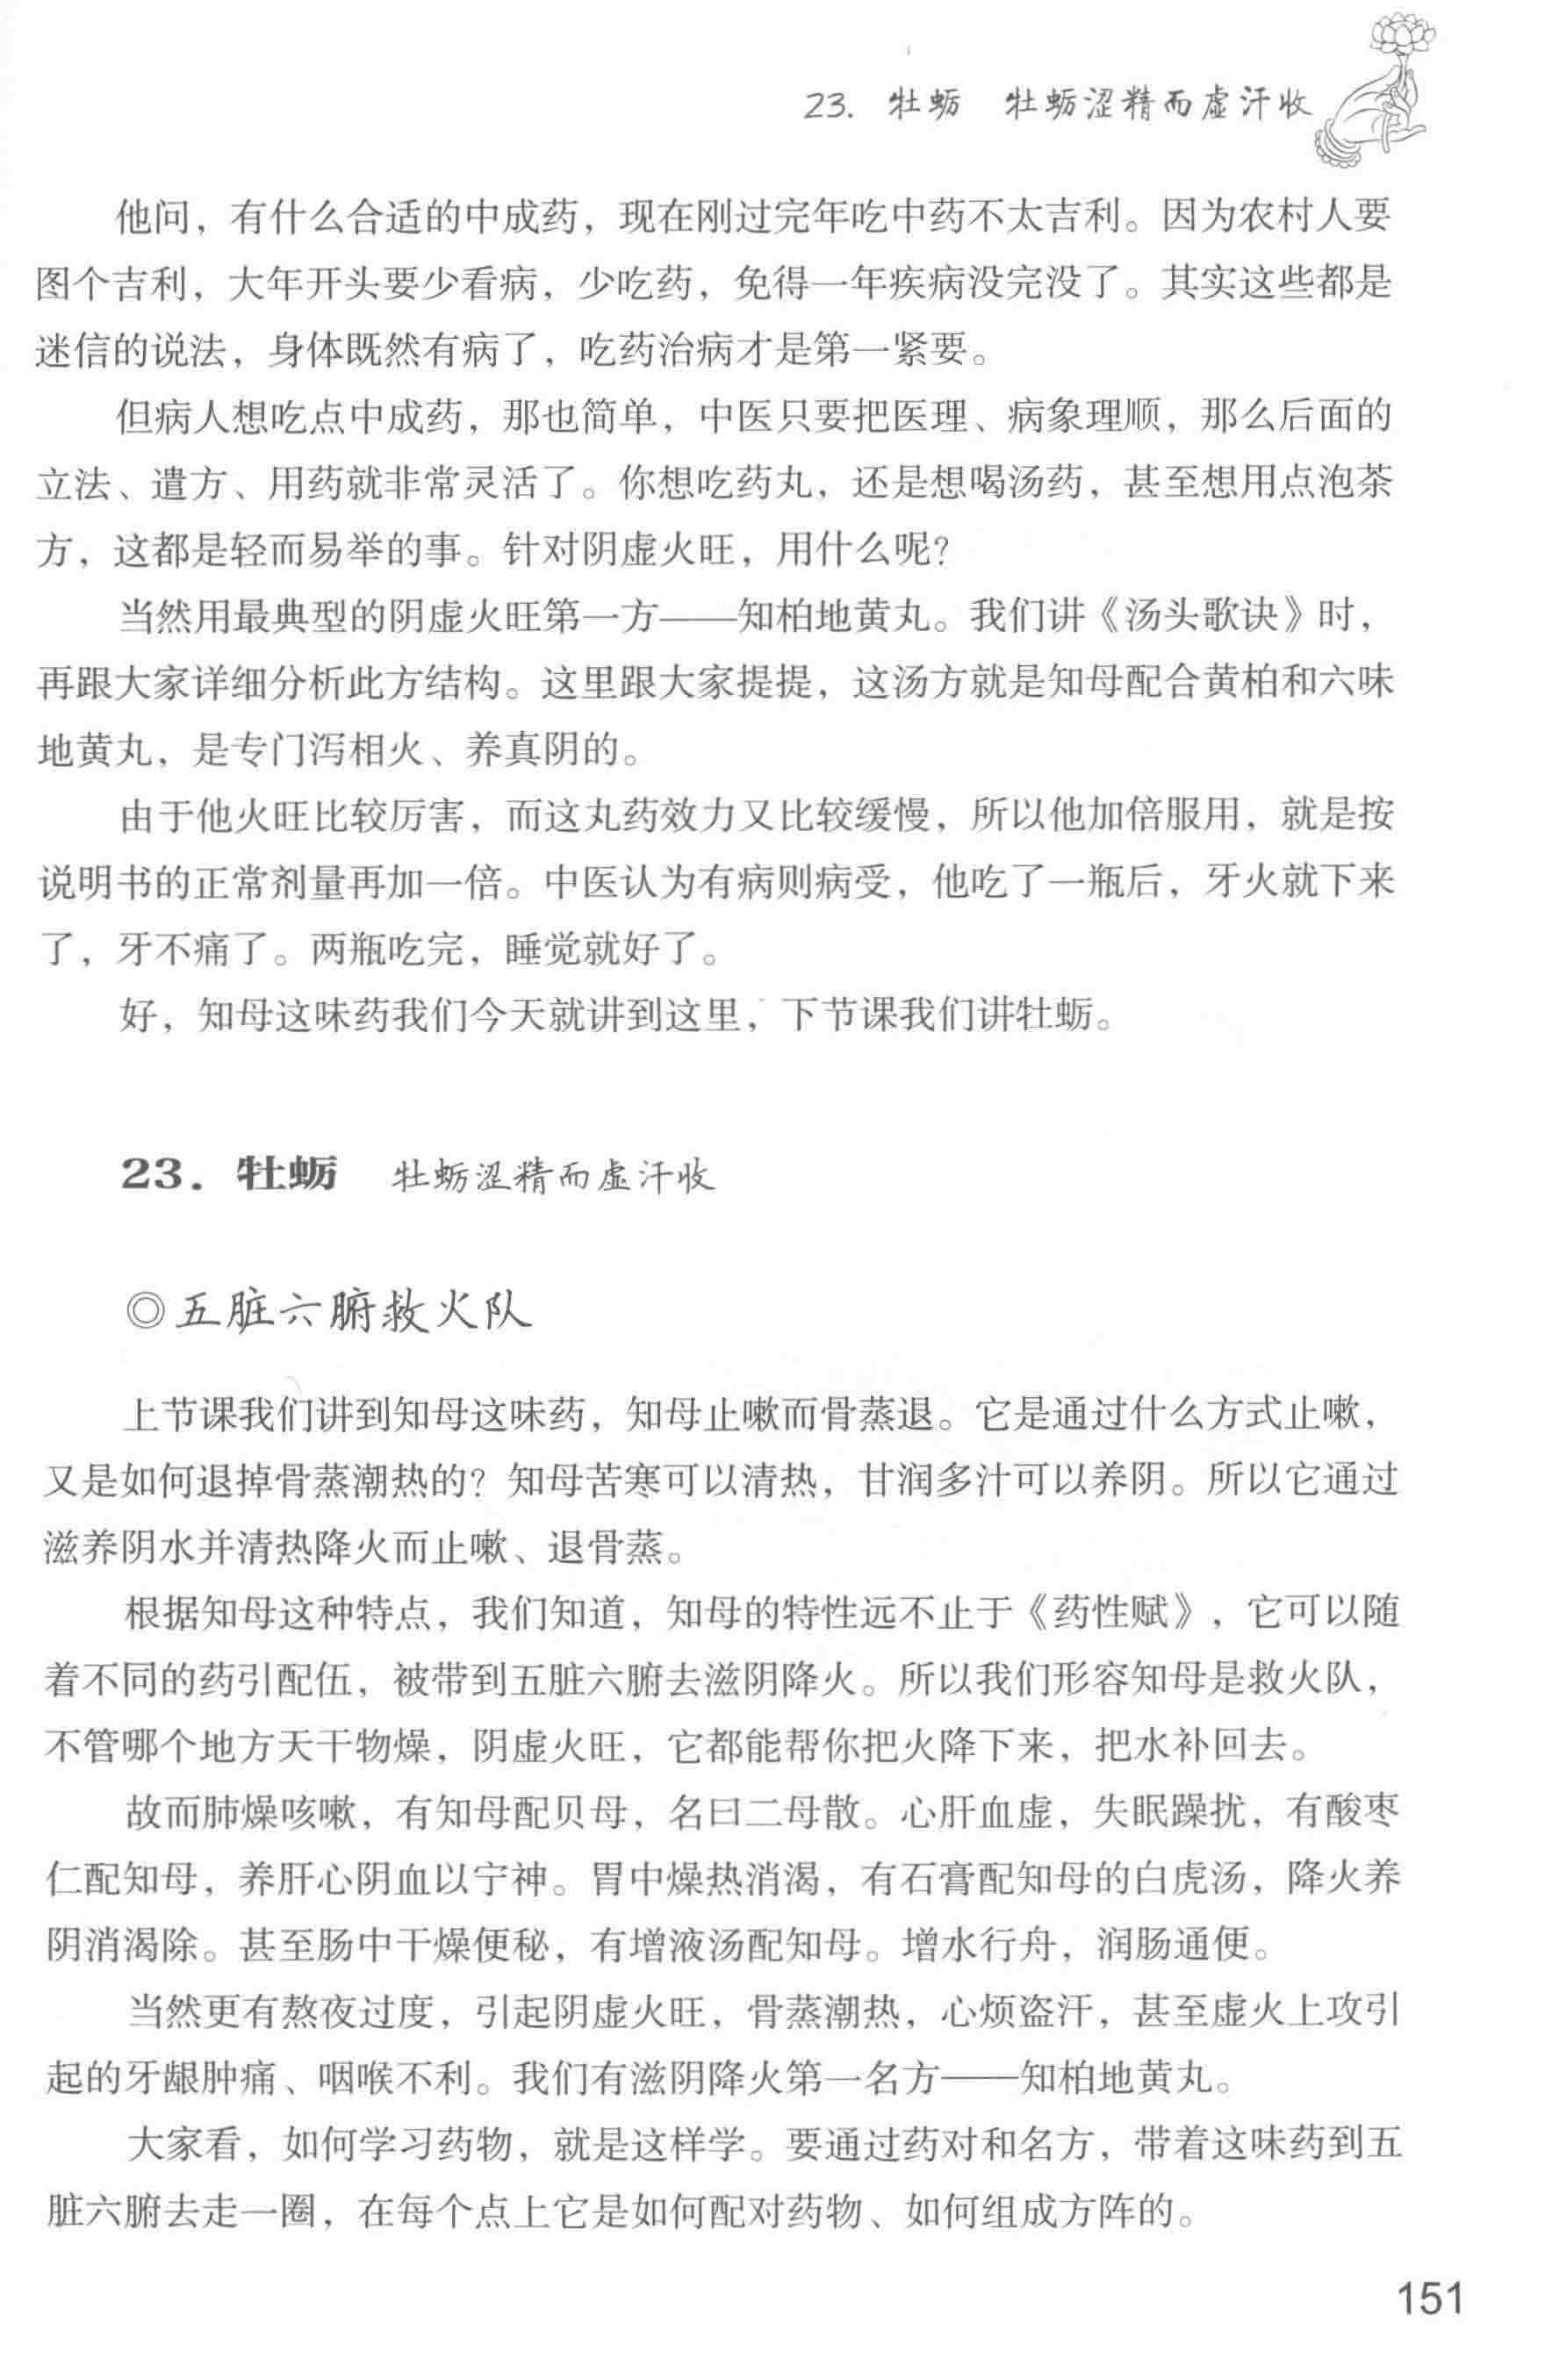 23. 牡蛎 牡蛎涩精而虚汗收
他问，有什么合适的中成药，现在刚过完年吃中药不太吉利。因为农村人要
图个吉利，大年开头要少看病，少吃药，免得一年疾病没完没了。其实这些都是
迷信的说法，身体既然有病了，吃药治病才是第一紧要。
但病人想吃点中成药，那也简单，中医只要把医理、病象理顺，那么后面的
立法、遣方、用药就非常灵活了。你想吃药丸，还是想喝汤药，甚至想用点泡茶
方，这都是轻而易举的事。针对阴虚火旺，用什么呢？
当然用最典型的阴虚火旺第一方——知柏地黄丸。我们讲《汤头歌诀》时，
再跟大家详细分析此方结构。这里跟大家提提，这汤方就是知母配合黄柏和六味
地黄丸，是专门泻相火、养真阴的。
由于他火旺比较厉害，而这丸药效力又比较缓慢，所以他加倍服用，就是按
说明书的正常剂量再加一倍。中医认为有病则病受，他吃了一瓶后，牙火就下来
了，牙不痛了。两瓶吃完，睡觉就好了。
好，知母这味药我们今天就讲到这里，下节课我们讲牡蛎。
23. 牡蛎 牡蛎涩精而虚汗收
◎五脏六腑救火队
上节课我们讲到知母这味药，知母止嗽而骨蒸退。它是通过什么方式止嗽，
又是如何退掉骨蒸潮热的？知母苦寒可以清热，甘润多汁可以养阴。所以它通过
滋养阴水并清热降火而止嗽、退骨蒸。
根据知母这种特点，我们知道，知母的特性远不止于《药性赋》，它可以随
着不同的药引配伍，被带到五脏六腑去滋阴降火。所以我们形容知母是救火队，
不管哪个地方天干物燥，阴虚火旺，它都能帮你把火降下来，把水补回去。
故而肺燥咳嗽，有知母配贝母，名曰二母散。心肝血虚，失眠躁扰，有酸枣
仁配知母，养肝心阴血以宁神。胃中燥热消渴，有石膏配知母的白虎汤，降火养
阴消渴除。甚至肠中干燥便秘，有增液汤配知母。增水行舟，润肠通便。
当然更有熬夜过度，引起阴虚火旺，骨蒸潮热，心烦盗汗，甚至虚火上攻引
起的牙龈肿痛、咽喉不利。我们有滋阴降火第一名方——知柏地黄丸。
大家看，如何学习药物，就是这样学。要通过药对和名方，带着这味药到五
脏六腑去走一圈，在每个点上它是如何配对药物、如何组成方阵的。
151